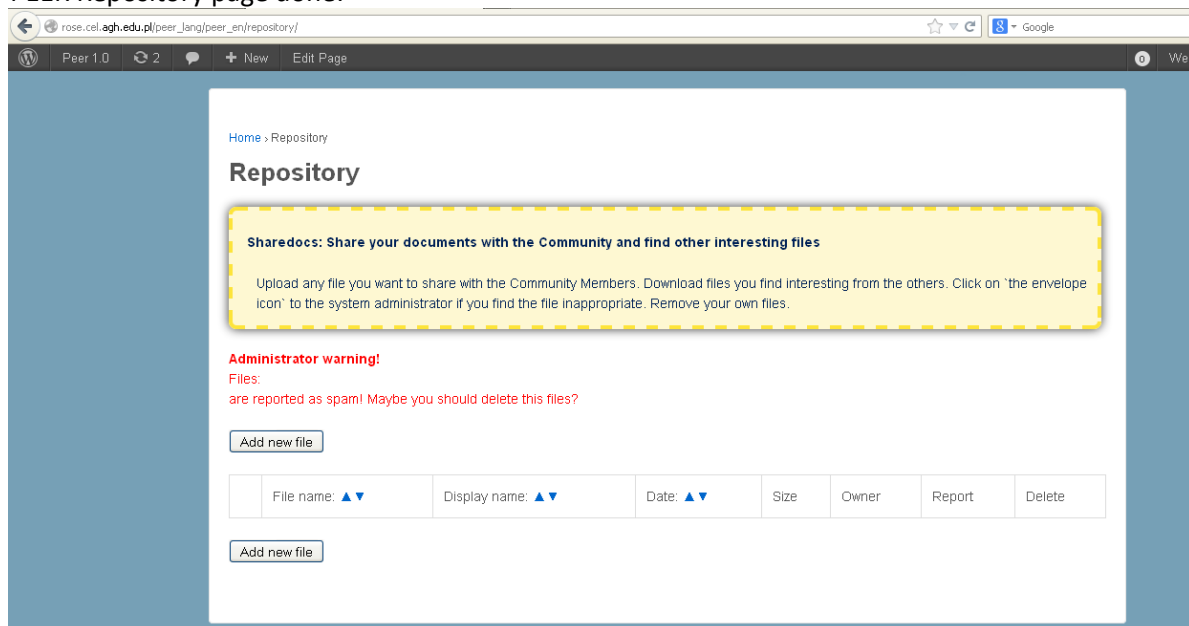 PEER Repository page done.
rose.cel.agh.edu.pl/peer_lang/peer_en/repository/
Google
Peer 1.0 2 + New Edit Page 0 We
Home › Repository
Repository
Sharedocs: Share your documents with the Community and find other interesting files
Upload any file you want to share with the Community Members. Download files you find interesting from the others. Click on `the envelope
icon` to the system administrator if you find the file inappropriate. Remove your own files.
Administrator warning!
Files:
are reported as spam! Maybe you should delete this files?
Add new file
File name: ▲▼ Display name: ▲▼ Date: ▲▼ Size Owner Report Delete
Add new file